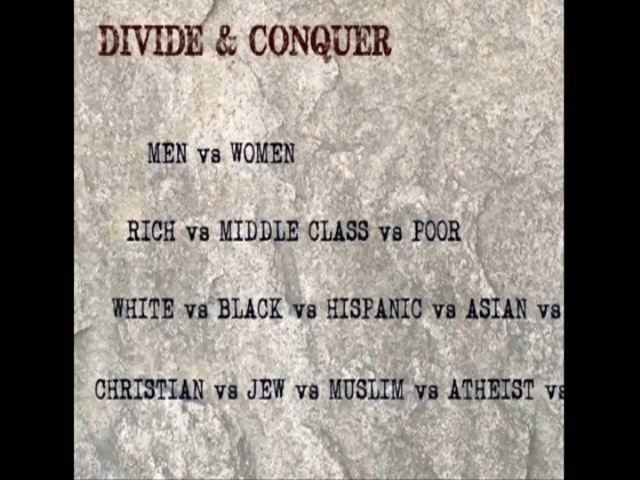 DIVIDE & CONQUER
MEN vs WOMEN
RICH vs MIDDLE CLASS vs POOR
WHITE vs BLACK vs HISPANIC vs ASIAN vs
CHRISTIAN vs JEW vs MUSLIM vs ATHEIST vs